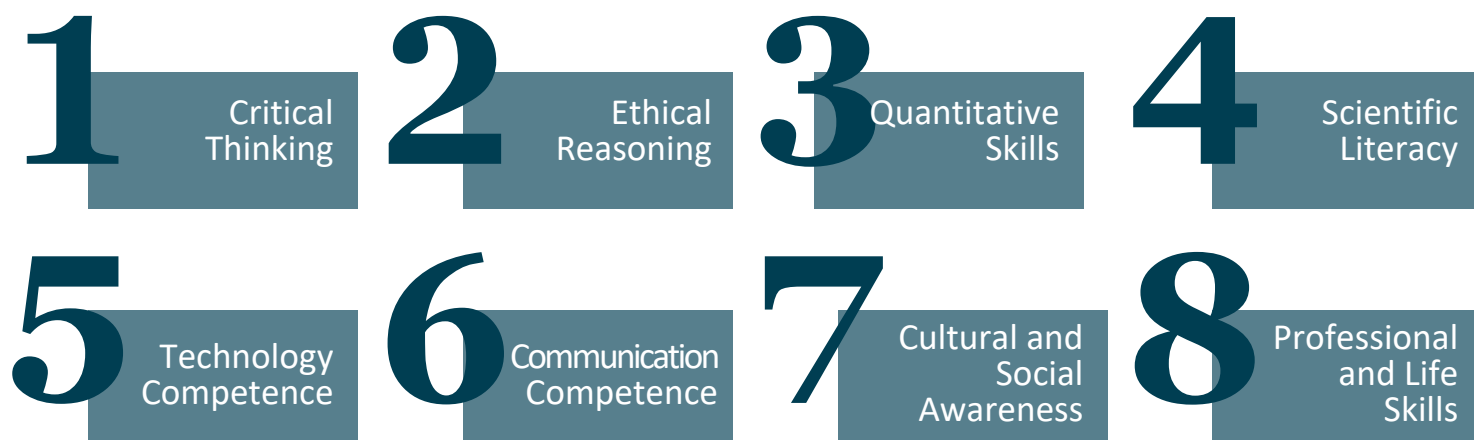 1
Critical
Thinking
2
Ethical
Reasoning
3
Quantitative
Skills
4
Scientific
Literacy
5
Technology
Competence
6
Communication
Competence
7
Cultural and
Social
Awareness
8
Professional
and Life
Skills